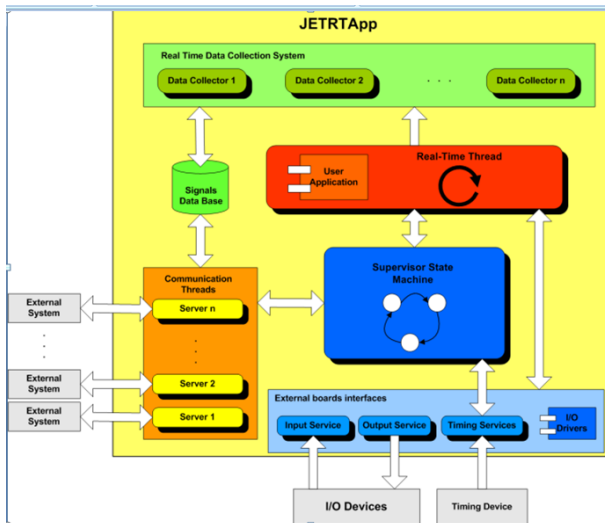 JETRTApp
Real Time Data Collection System
Data Collector 1
Data Collector 2
. . .
Data Collector n
Real-Time Thread
User
Application
Signals
Data Base
Supervisor State
Machine
Communication
Threads
Server n
Server 2
Server 1
External
System
External
System
External
System
External boards interfaces
Input Service
Output Service
Timing Services
I/O
Drivers
I/O Devices
Timing Device